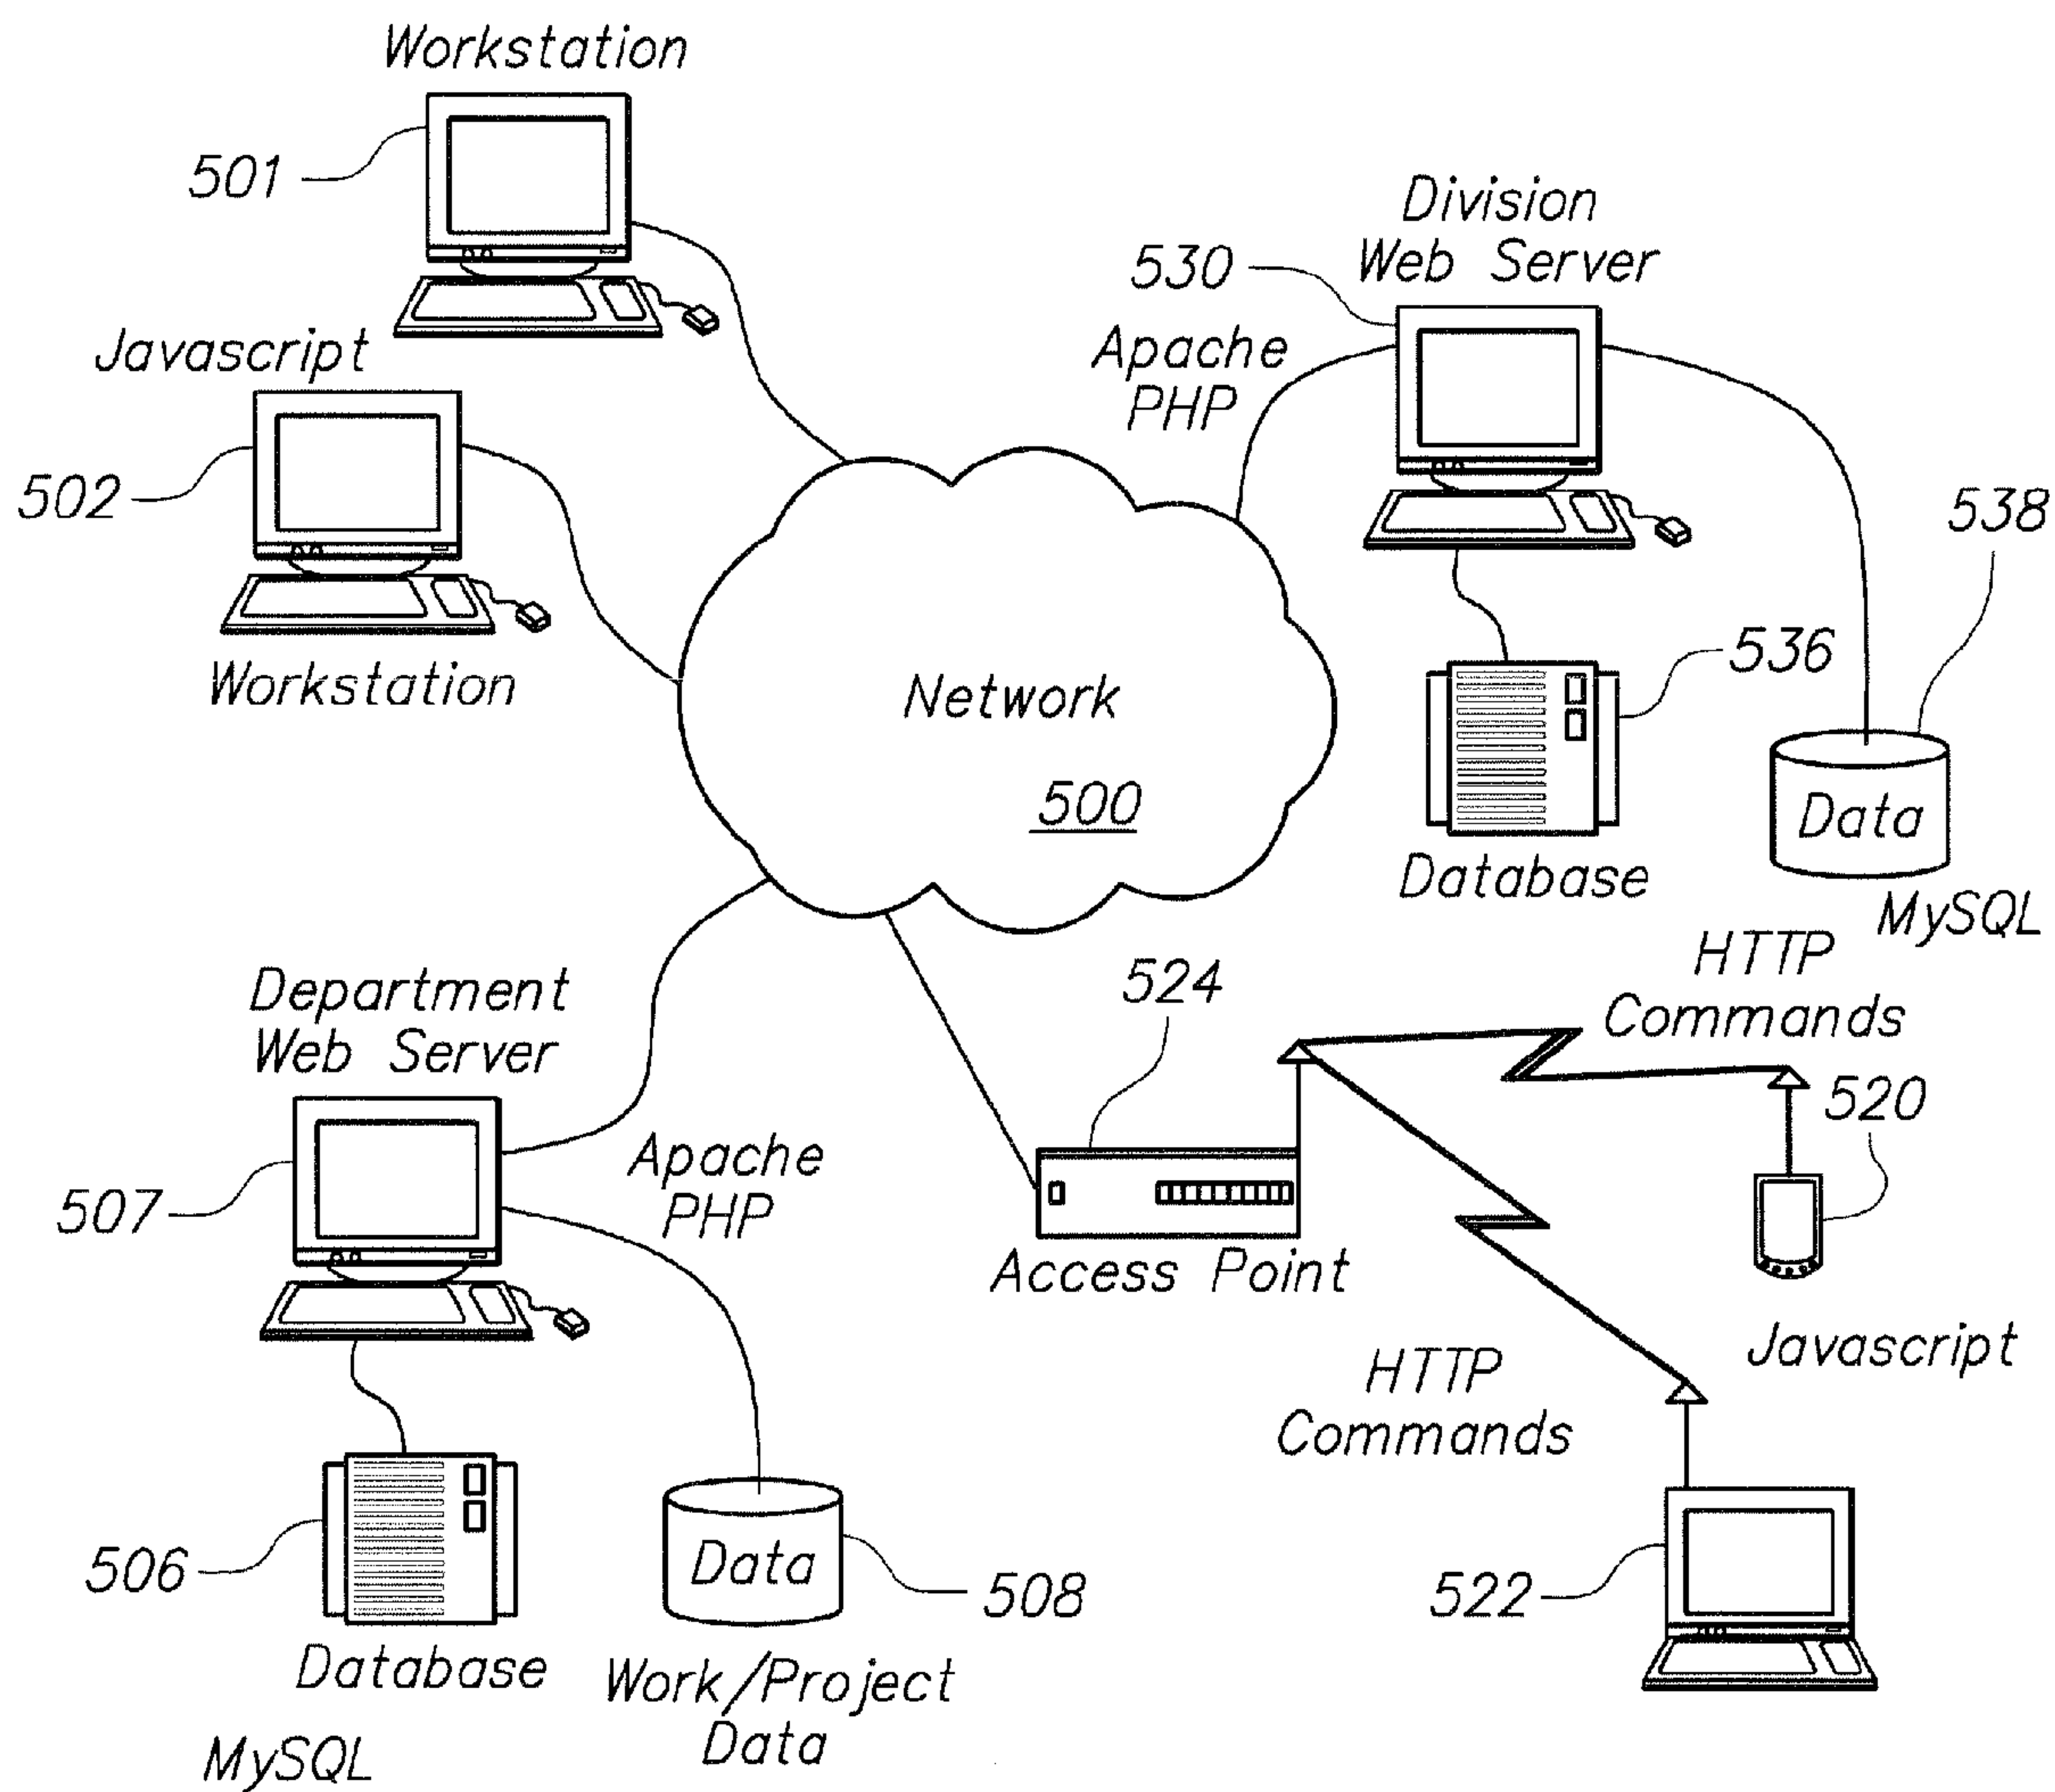 Workstation
501
Javascript
502
Workstation
Division
Web Server
530
Apache
PHP
538
536
Network
500
Data
Database
MySQL
HTTP
Commands
524
520
Department
Web Server
Apache
PHP
507
Access Point
Javascript
HTTP
Commands
506
Data
508
522
Database
Work/Project
Data
MySQL